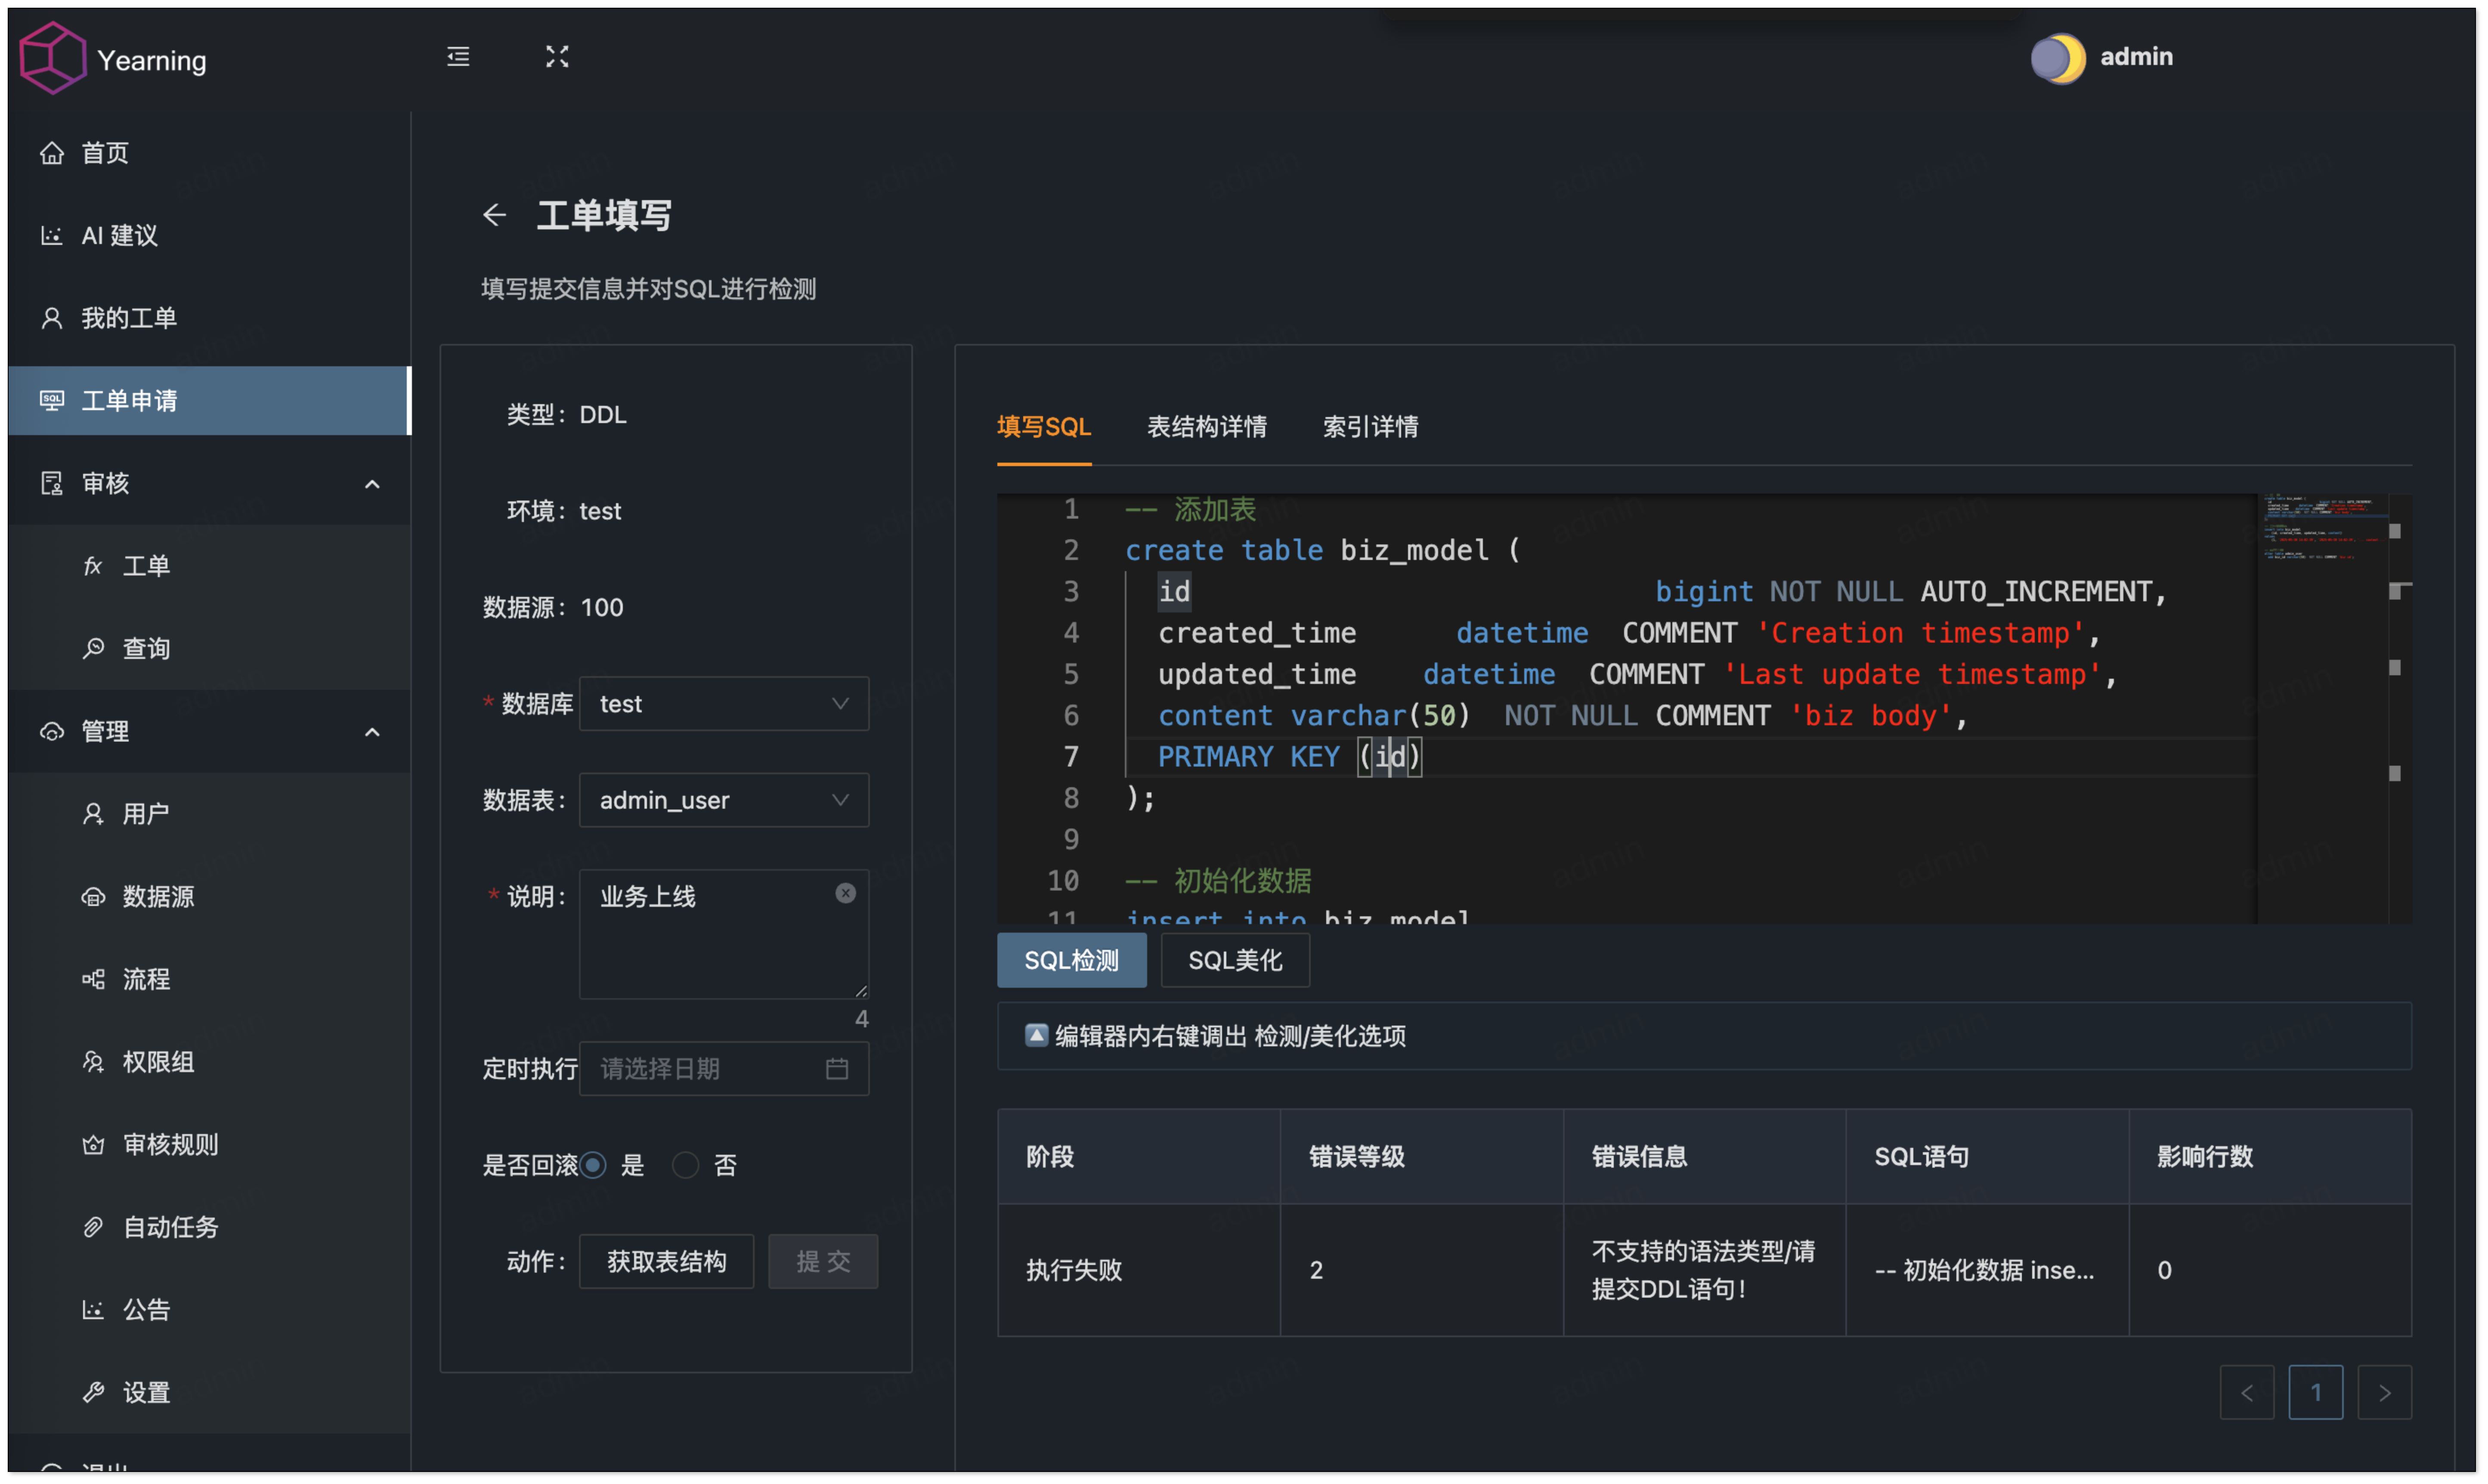 Yearning
admin
首页
AI 建议
我的工单
工单申请
审核
工单
查询
管理
用户
数据源
流程
权限组
审核规则
自动任务
公告
设置
工单填写
填写提交信息并对SQL进行检测
类型：DDL
环境：test
数据源：100
* 数据库 test
数据表：admin_user
* 说明：业务上线
4
定时执行 请选择日期
是否回滚 是 否
动作：获取表结构 提 交
填写SQL 表结构详情 索引详情
1 -- 添加表
2 create table biz_model (
3 id bigint NOT NULL AUTO_INCREMENT,
4 created_time datetime COMMENT 'Creation timestamp',
5 updated_time datetime COMMENT 'Last update timestamp',
6 content varchar(50) NOT NULL COMMENT 'biz body',
7 PRIMARY KEY (id)
8 );
9
10 -- 初始化数据
11 insert into biz_model
SQL检测 SQL美化
编辑器内右键调出 检测/美化选项
阶段 错误等级 错误信息 SQL语句 影响行数
执行失败 2 不支持的语法类型/请提交DDL语句！ -- 初始化数据 inse... 0
< 1 >